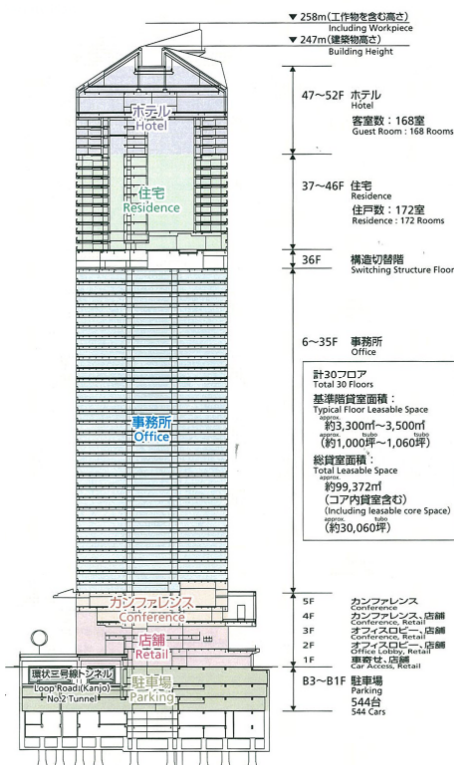 ▼258m(工作物を含む高さ)
Including Workpiece
▼247m(建築物高さ)
Building Height
47〜52F ホテル
Hotel
客室数:168室
Guest Room : 168 Rooms
37〜46F 住宅
Residence
住戸数:172室
Residence : 172 Rooms
36F 構造切替階
Switching Structure Floor
6〜35F 事務所
Office
計30フロア
Total 30 Floors
基準階貸室面積:
Typical Floor Leasable Space
approx.
約3,300㎡〜3,500㎡
approx. tsubo tsubo
(約1,000坪〜1,060坪)
総貸室面積:
Total Leasable Space
approx.
約99,372㎡
(コア内貸室含む)
(Including leasable core Space)
approx. tubo
(約30,060坪)
5F カンファレンス
Conference
4F カンファレンス、店舗
Conference, Retail
3F オフィスロビー、店舗
Conference, Retail
2F オフィスロビー、店舗
Office Lobby, Retail
1F 車寄せ、店舗
Car Access, Retail
B3〜B1F 駐車場
Parking
544台
544 Cars
ホテル
Hotel
住宅
Residence
事務所
Office
カンファレンス
Conference
店舗
Retail
環状三号線トンネル
Loop Road (Kanjo)
No.2 Tunnel
駐車場
Parking